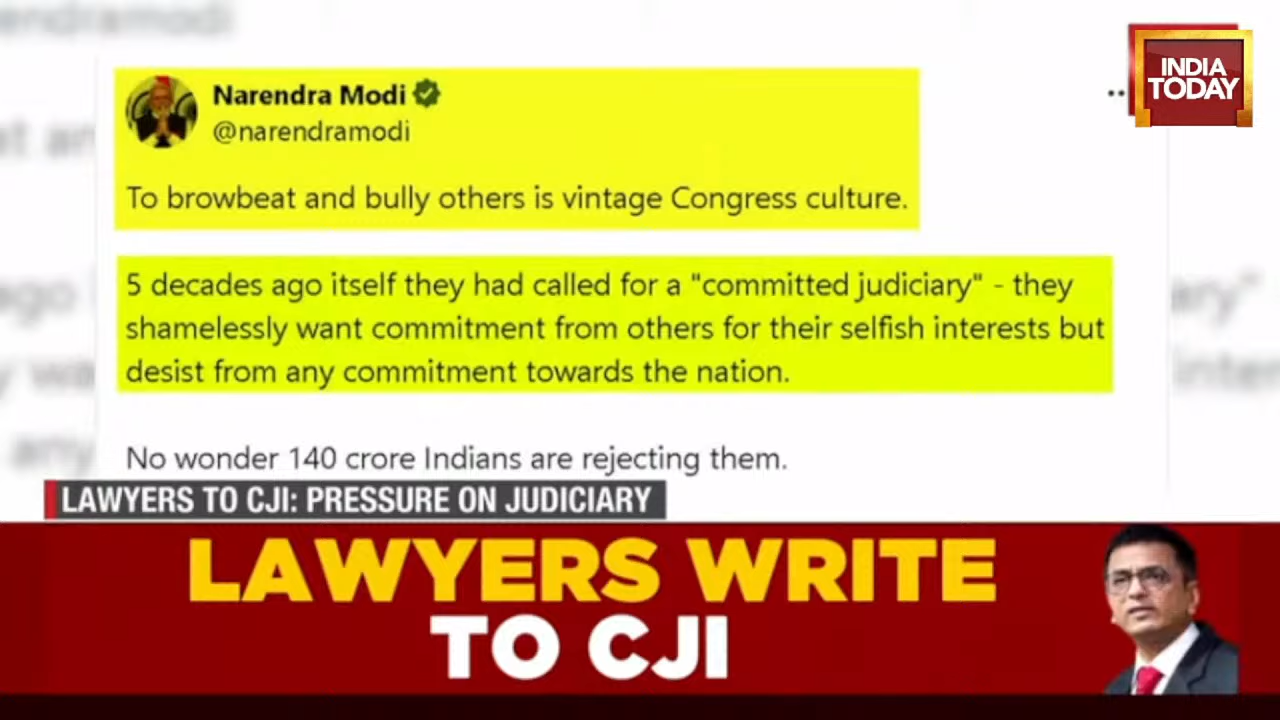 INDIA
TODAY
Narendra Modi
@narendramodi
To browbeat and bully others is vintage Congress culture.
5 decades ago itself they had called for a "committed judiciary" - they
shamelessly want commitment from others for their selfish interests but
desist from any commitment towards the nation.
No wonder 140 crore Indians are rejecting them.
LAWYERS TO CJI: PRESSURE ON JUDICIARY
LAWYERS WRITE
TO CJI